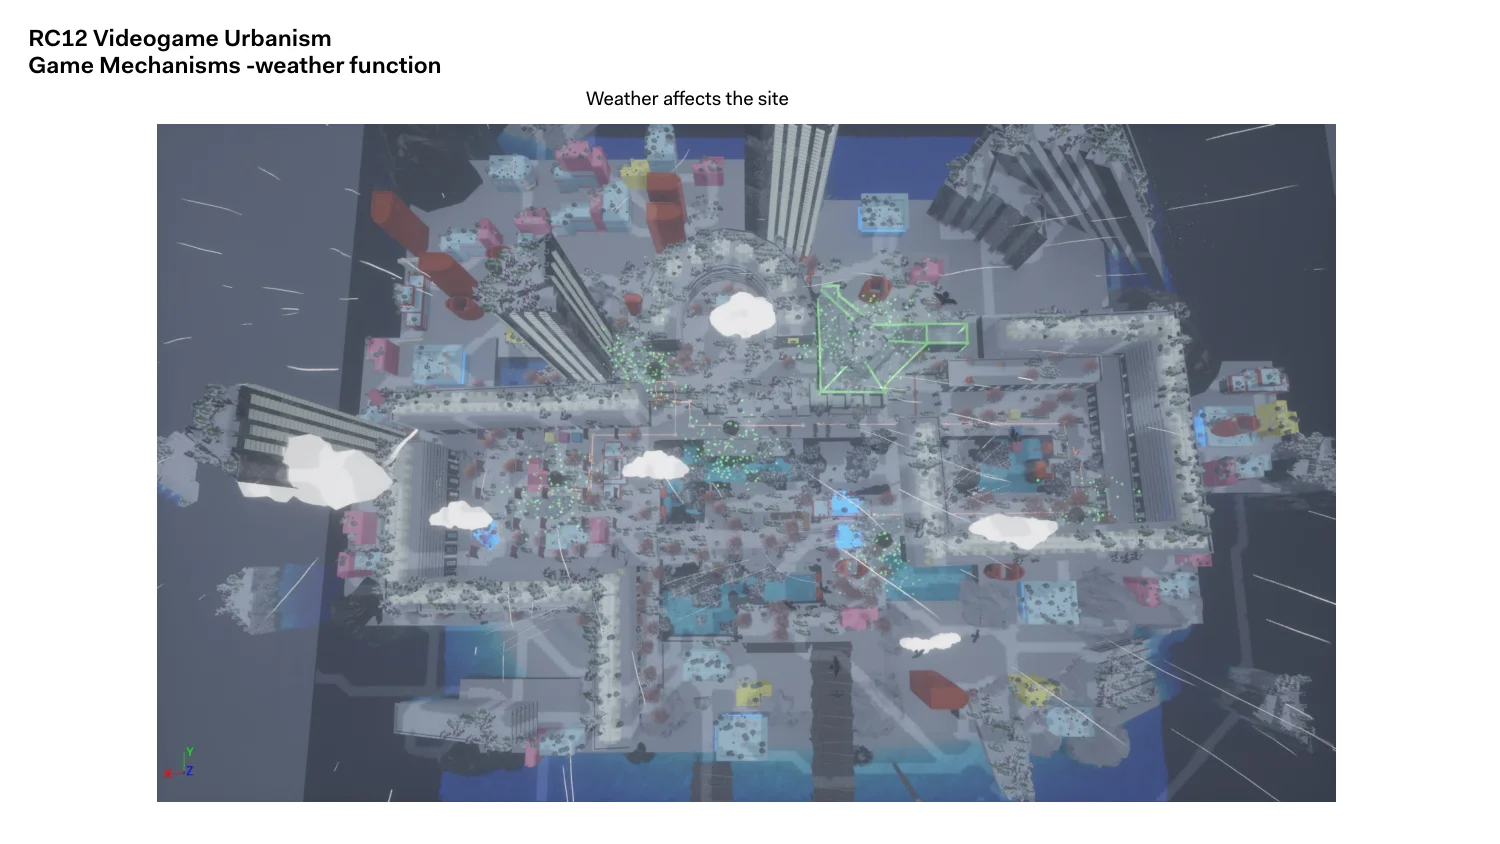 RC12 Videogame Urbanism
Game Mechanisms -weather function
Weather affects the site
Y
Z